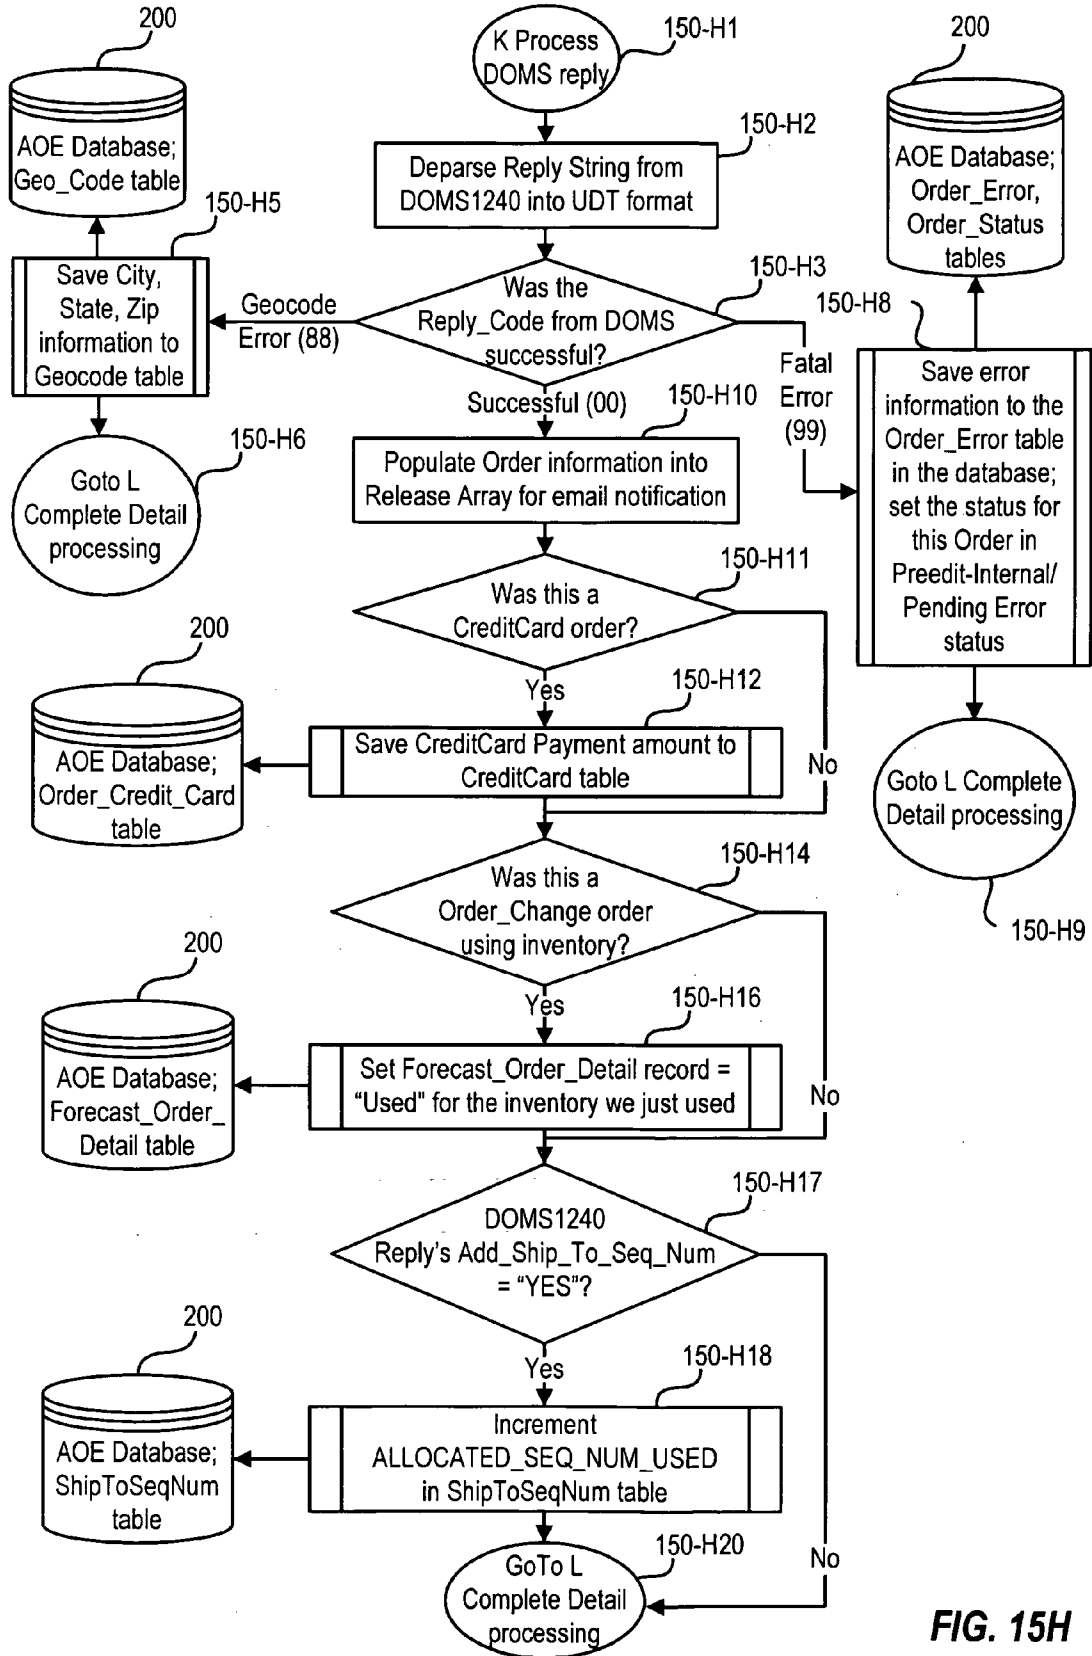 200
AOE Database;
Geo_Code table
K Process
DOMS reply
150-H1
200
AOE Database;
Order_Error,
Order_Status
tables
150-H2
Deparse Reply String from
DOMS1240 into UDT format
150-H5
Save City,
State, Zip
information to
Geocode table
Geocode
Error (88)
150-H3
Was the
Reply_Code from DOMS
successful?
150-H8
Fatal
Error
(99)
Save error
information to the
Order_Error table
in the database;
set the status for
this Order in
Preedit-Internal/
Pending Error
status
Successful (00)
150-H10
150-H6
Goto L
Complete Detail
processing
Populate Order information into
Release Array for email notification
150-H11
Was this a
CreditCard order?
200
AOE Database;
Order_Credit_Card
table
Yes
150-H12
Save CreditCard Payment amount to
CreditCard table
No
Goto L Complete
Detail processing
150-H9
150-H14
Was this a
Order_Change order
using inventory?
200
AOE Database;
Forecast_Order_
Detail table
Yes
150-H16
Set Forecast_Order_Detail record =
“Used” for the inventory we just used
No
150-H17
DOMS1240
Reply's Add_Ship_To_Seq_Num
= “YES”?
200
AOE Database;
ShipToSeqNum
table
Yes
150-H18
Increment
ALLOCATED_SEQ_NUM_USED
in ShipToSeqNum table
No
150-H20
GoTo L
Complete Detail
processing
FIG. 15H